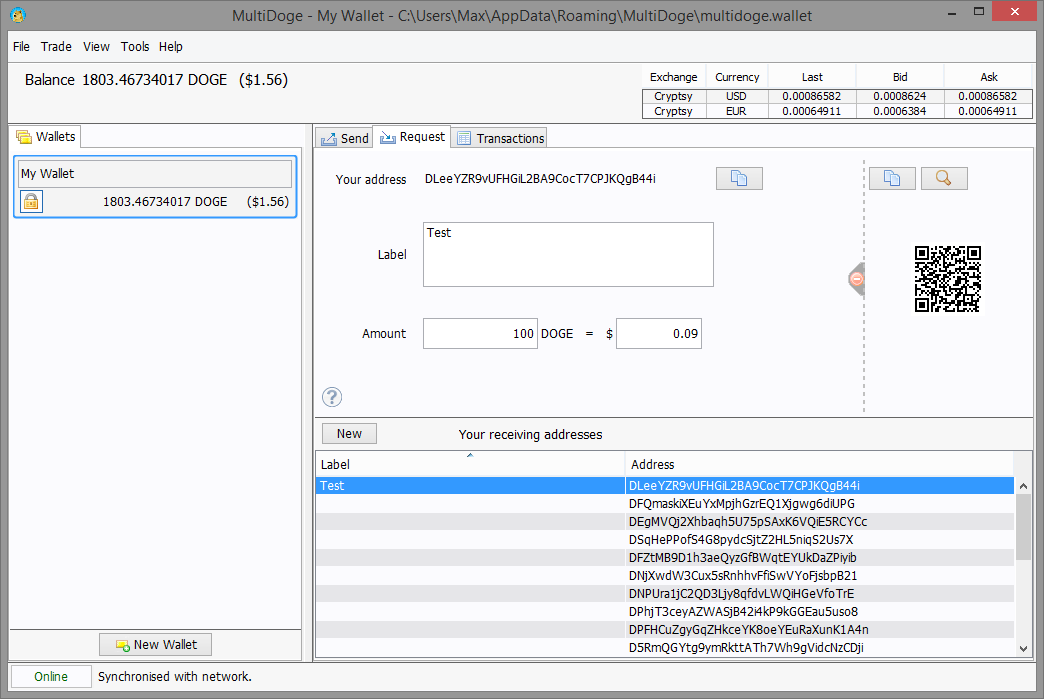 MultiDoge - My Wallet - C:\Users\Max\AppData\Roaming\MultiDoge\multidoge.wallet
File Trade View Tools Help
Balance 1803.46734017 DOGE ($1.56)
Exchange Currency Last Bid Ask
Cryptsy USD 0.00086582 0.0008624 0.00086582
Cryptsy EUR 0.00064911 0.0006384 0.00064911
Wallets
My Wallet
1803.46734017 DOGE ($1.56)
New Wallet
Send Request Transactions
Your address DLeeYZR9vUFHGiL2BA9CocT7CPJKQgB44i
Label Test
Amount 100 DOGE = $ 0.09
New Your receiving addresses
Label Address
Test DLeeYZR9vUFHGiL2BA9CocT7CPJKQgB44i
DFQmaskiXEuYxMpjhGzrEQ1Xjgwg6diUPG
DEgMVQj2Xhbaqh5U75pSAxK6VQiE5RCYCc
DSqHePPofS4G8pydcSjtZ2HL5niqS2Us7X
DFZtMB9D1h3aeQyzGfBWqtEYUkDaZPiyib
DNjXwdW3Cux5sRnhhvFfiSwVYoFjsbpB21
DNPUra1jC2QD3Ljy8qfdvLWQiHGeVfoTrE
DPhjT3ceyAZWASjB42i4kP9kGGEau5uso8
DPFHCuZgyGqZHkceYK8oeYEuRaXunK1A4n
D5RmQGYtg9ymRkttATh7Wh9gVidcNzCDji
Online Synchronised with network.